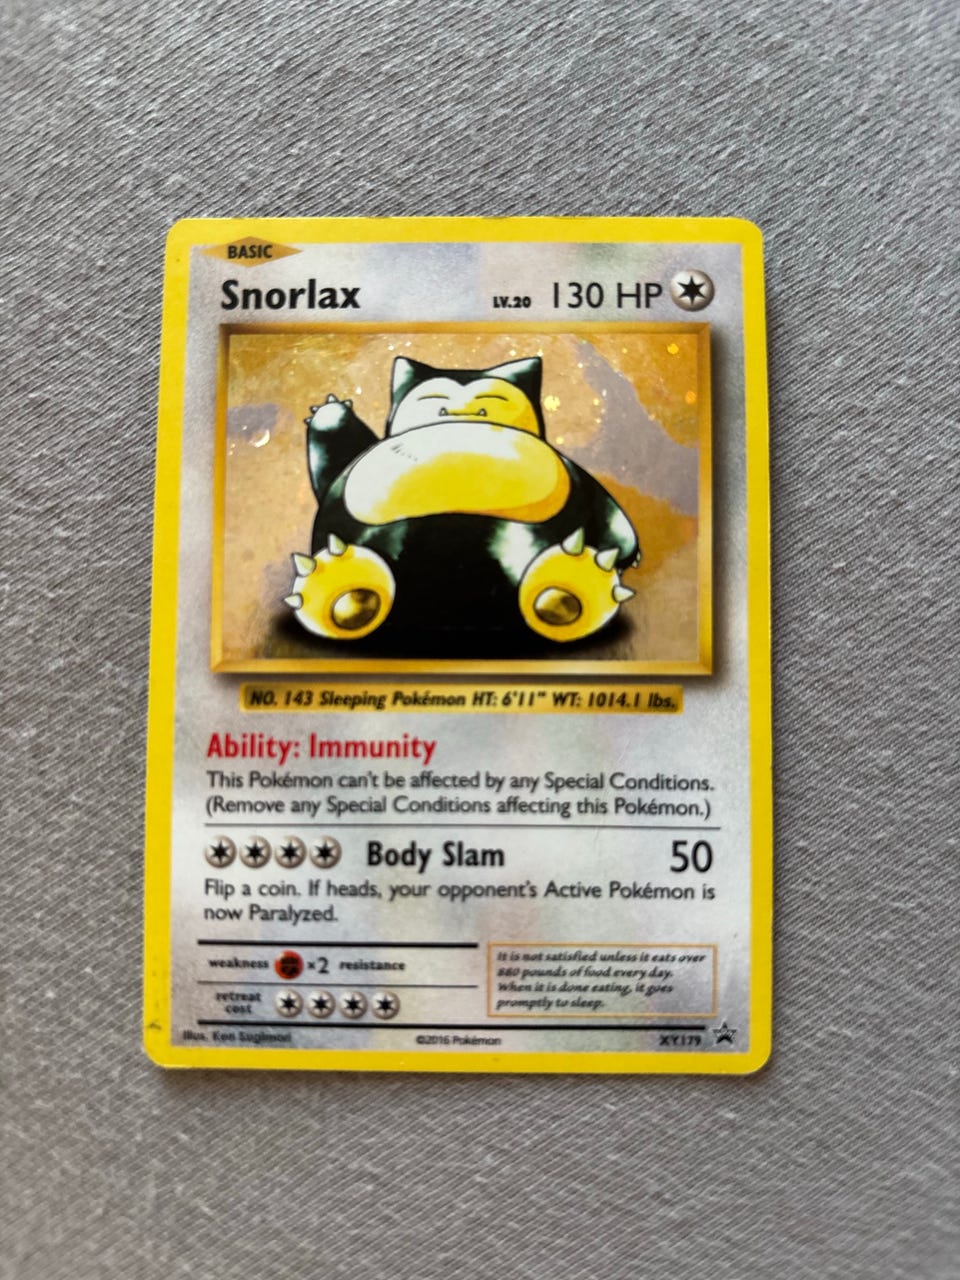 BASIC
Snorlax LV.20 130 HP
NO. 143 Sleeping Pokémon HT: 6'11" WT: 1014.1 lbs.
Ability: Immunity
This Pokémon can't be affected by any Special Conditions.
(Remove any Special Conditions affecting this Pokémon.)
Body Slam 50
Flip a coin. If heads, your opponent's Active Pokémon is
now Paralyzed.
weakness ×2 resistance
retreat
cost
It is not satisfied unless it eats over
880 pounds of food every day.
When it is done eating, it goes
promptly to sleep.
Illus. Ken Sugimori ©2016 Pokémon XY179